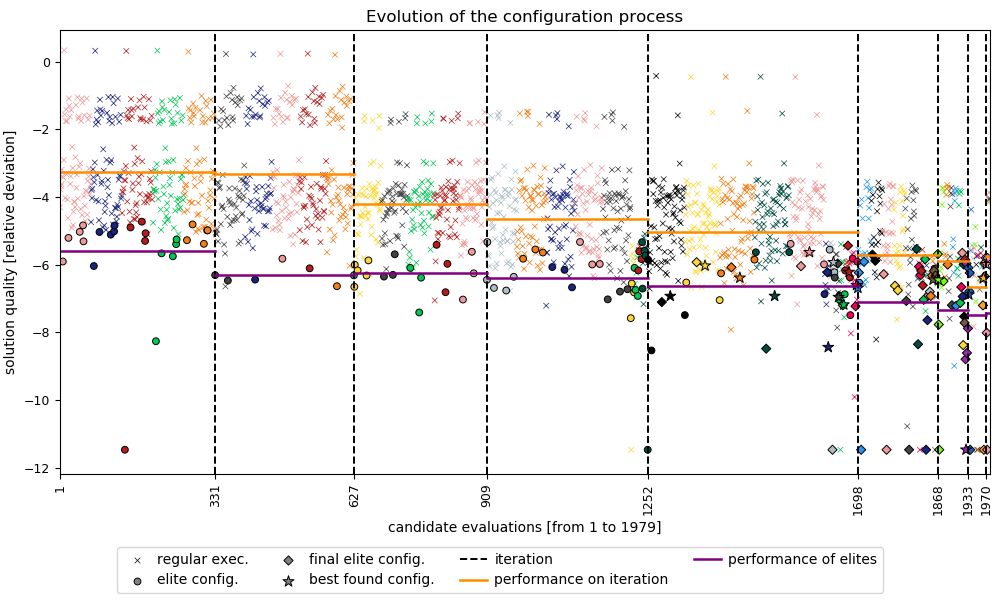 Evolution of the configuration process
solution quality [relative deviation]
0
−2
−4
−6
−8
−10
−12
1
331
627
909
1252
1698
1868
1933
1970
candidate evaluations [from 1 to 1979]
regular exec.
final elite config.
iteration
performance of elites
elite config.
best found config.
performance on iteration